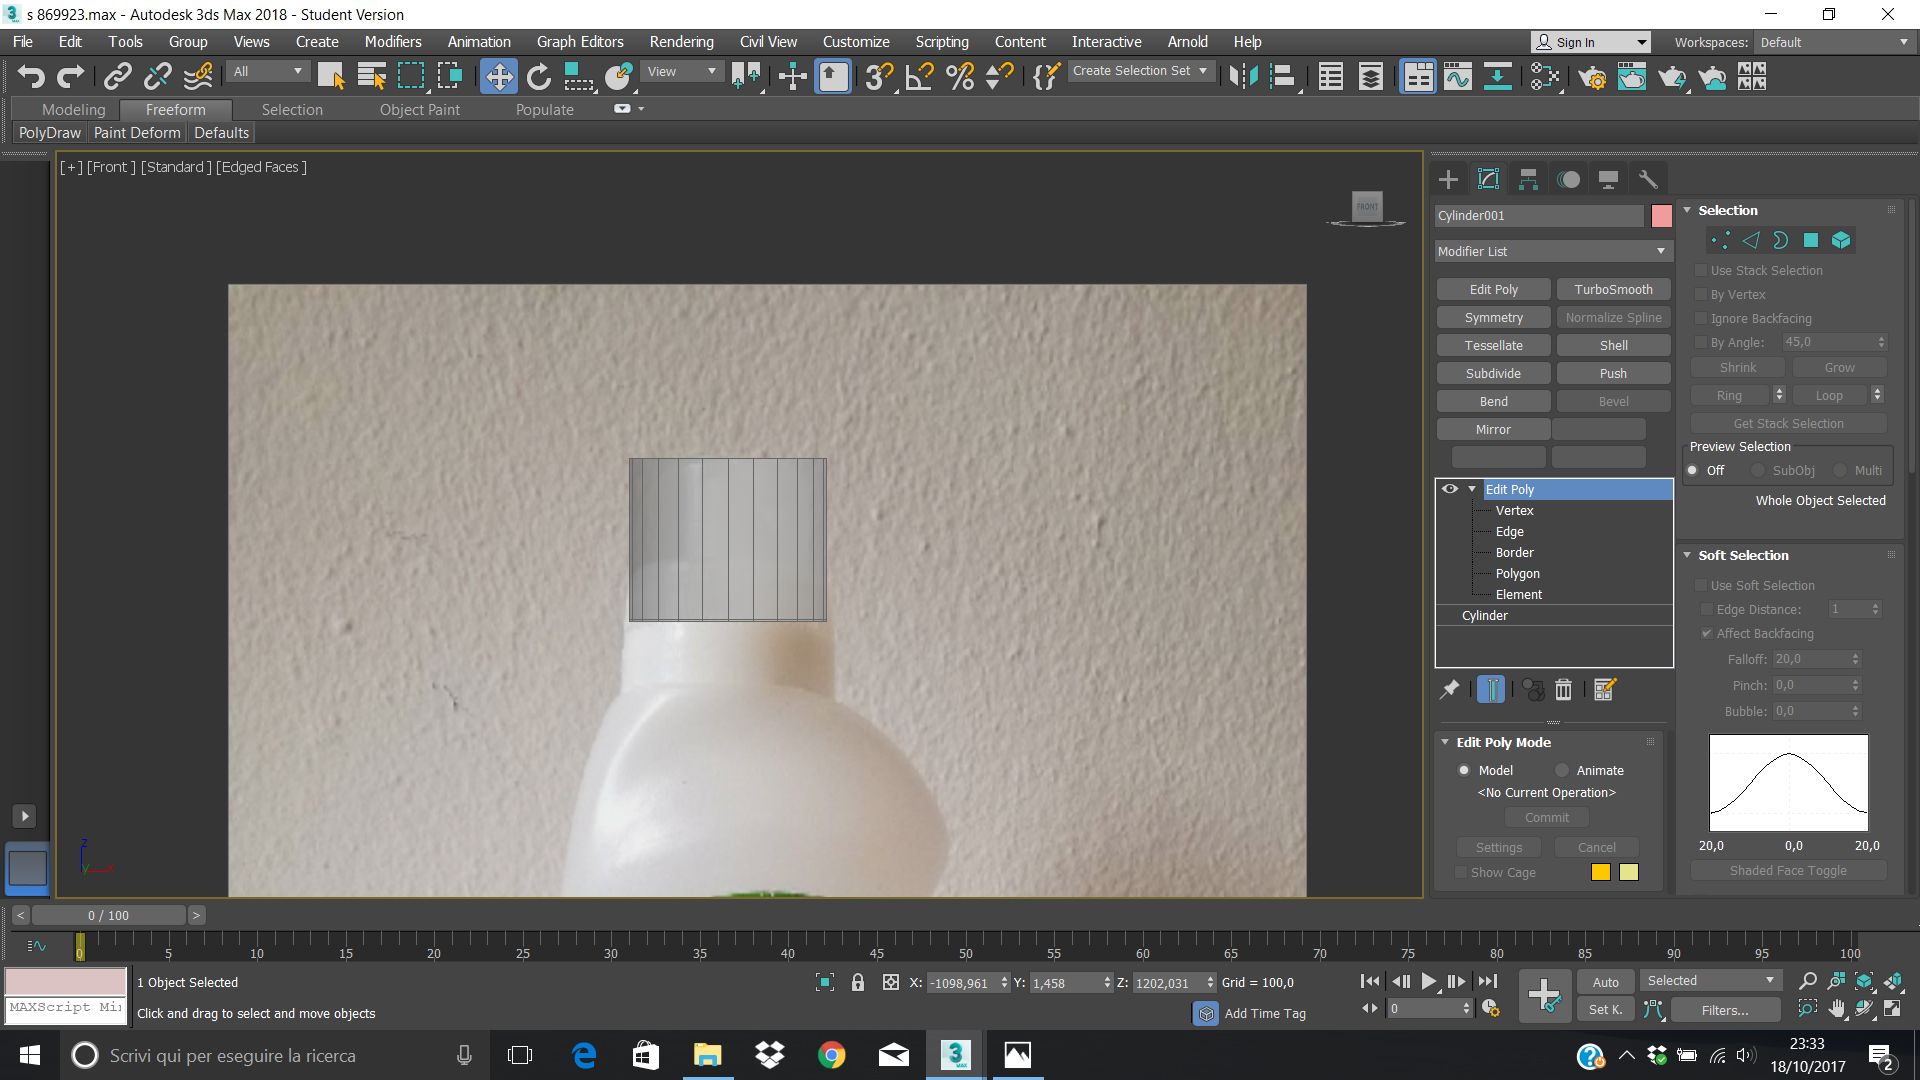 s 869923.max - Autodesk 3ds Max 2018 - Student Version
File Edit Tools Group Views Create Modifiers Animation Graph Editors Rendering Civil View Customize Scripting Content Interactive Arnold Help Sign In Workspaces: Default
All View Create Selection Set
Modeling Freeform Selection Object Paint Populate
PolyDraw Paint Deform Defaults
[ + ] [Front ] [Standard ] [Edged Faces ]
FRONT
Cylinder001
Modifier List
Edit Poly TurboSmooth
Symmetry Normalize Spline
Tessellate Shell
Subdivide Push
Bend Bevel
Mirror
Edit Poly
Vertex
Edge
Border
Polygon
Element
Cylinder
Edit Poly Mode
Model Animate
<No Current Operation>
Commit
Settings Cancel
Show Cage
Selection
Use Stack Selection
By Vertex
Ignore Backfacing
By Angle: 45,0
Shrink Grow
Ring Loop
Get Stack Selection
Preview Selection
Off SubObj Multi
Whole Object Selected
Soft Selection
Use Soft Selection
Edge Distance: 1
Affect Backfacing
Falloff: 20,0
Pinch: 0,0
Bubble: 0,0
20,0 0,0 20,0
Shaded Face Toggle
z
y x
< 0 / 100 >
0 5 10 15 20 25 30 35 40 45 50 55 60 65 70 75 80 85 90 95 100
1 Object Selected
X: -1098,961 Y: 1,458 Z: 1202,031 Grid = 100,0
Auto Selected
MAXScript Mi
Click and drag to select and move objects
Add Time Tag
0
Set K. Filters...
Scrivi qui per eseguire la ricerca
3
MAX
23:33
18/10/2017
2